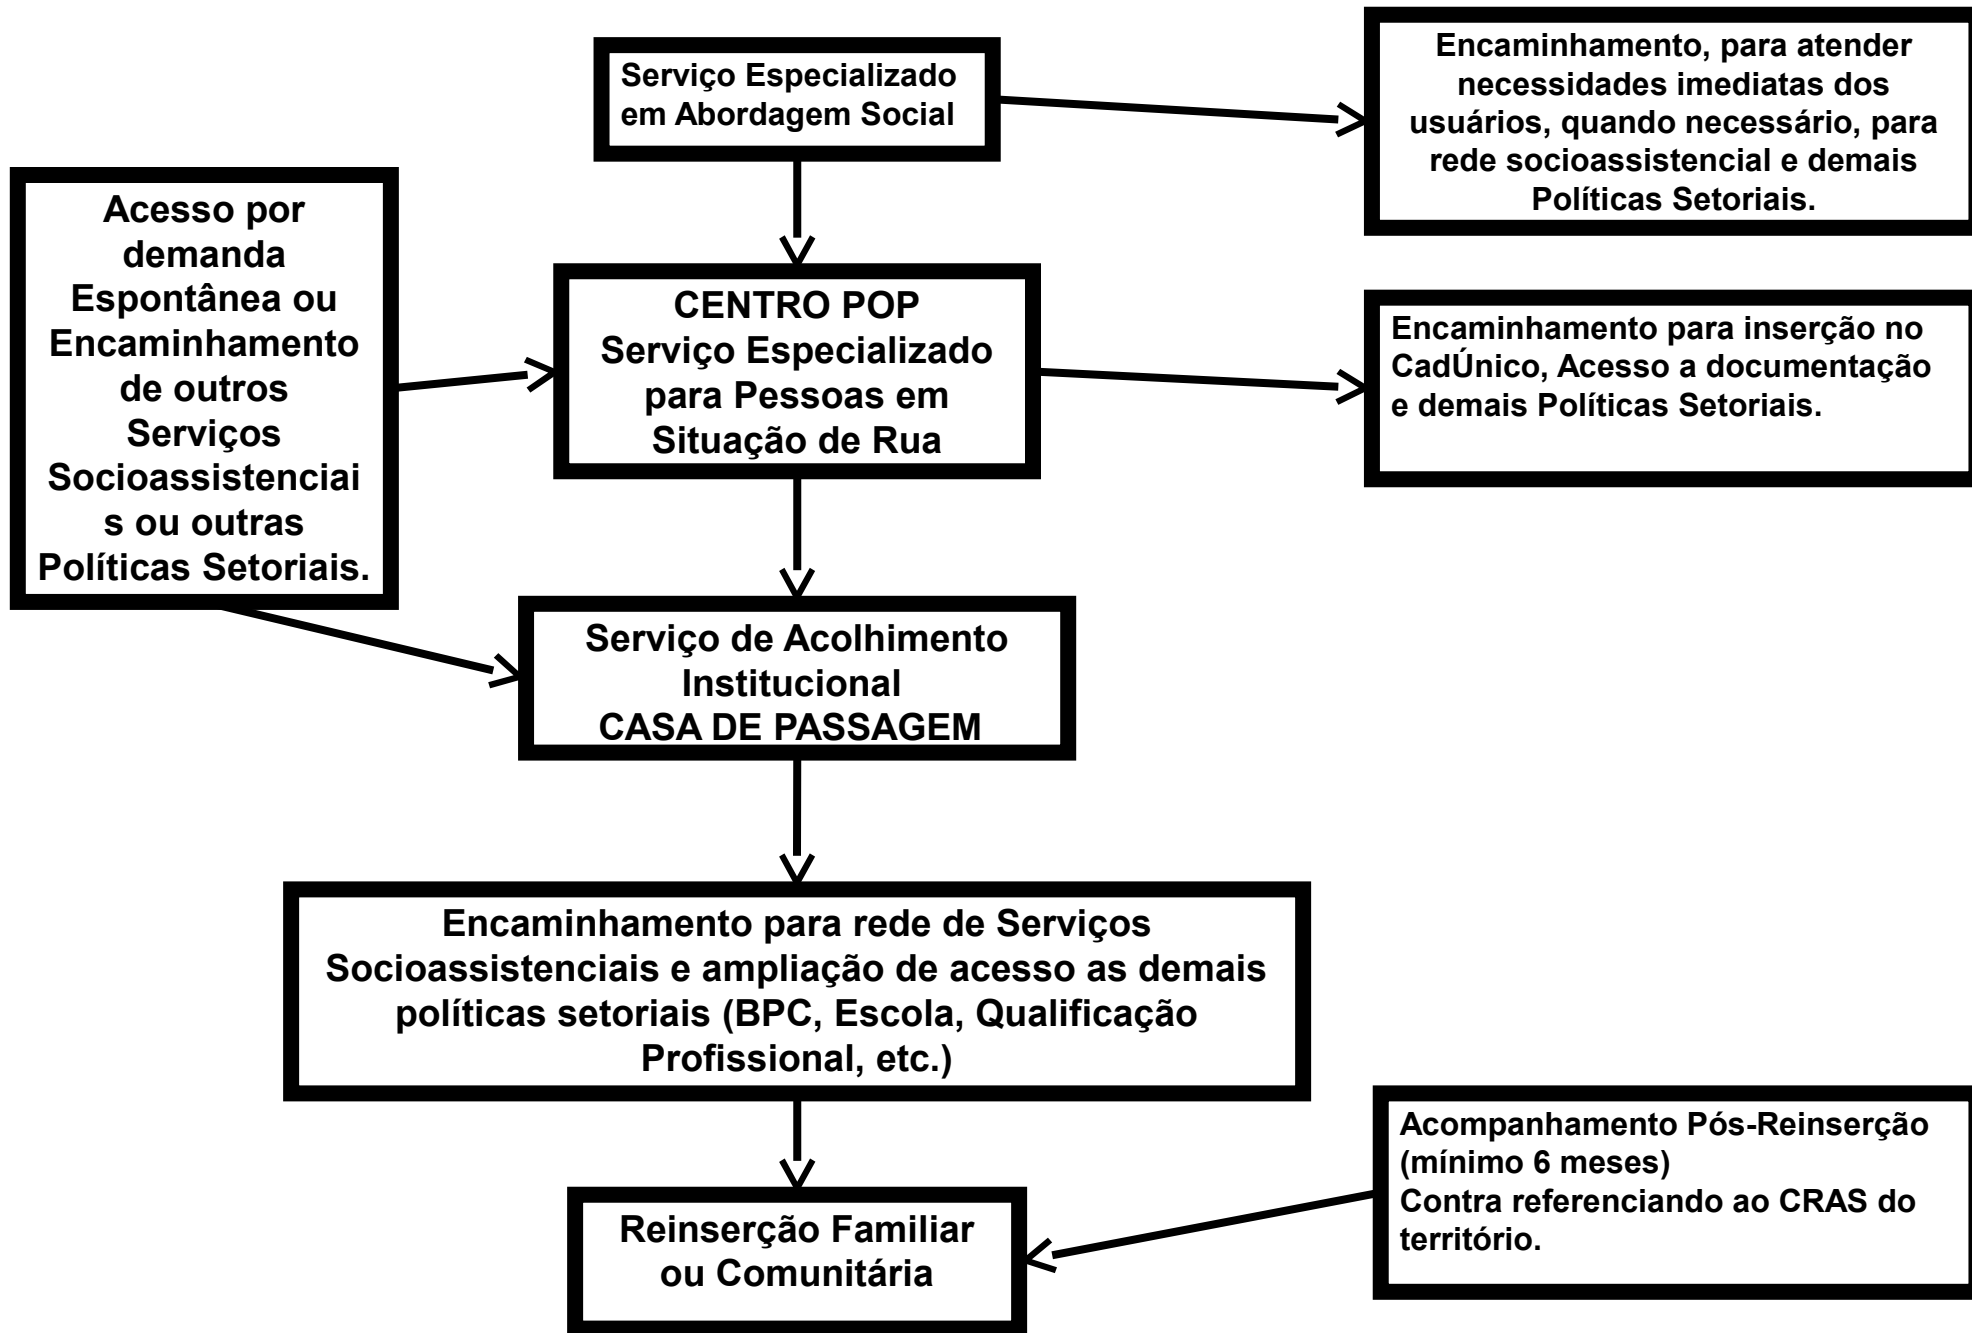 Serviço Especializado
em Abordagem Social
Encaminhamento, para atender
necessidades imediatas dos
usuários, quando necessário, para
rede socioassistencial e demais
Políticas Setoriais.
Acesso por
demanda
Espontânea ou
Encaminhamento
de outros
Serviços
Socioassistenciai
s ou outras
Políticas Setoriais.
CENTRO POP
Serviço Especializado
para Pessoas em
Situação de Rua
Encaminhamento para inserção no
CadÚnico, Acesso a documentação
e demais Políticas Setoriais.
Serviço de Acolhimento
Institucional
CASA DE PASSAGEM
Encaminhamento para rede de Serviços
Socioassistenciais e ampliação de acesso as demais
políticas setoriais (BPC, Escola, Qualificação
Profissional, etc.)
Acompanhamento Pós-Reinserção
(mínimo 6 meses)
Contra referenciando ao CRAS do
território.
Reinserção Familiar
ou Comunitária